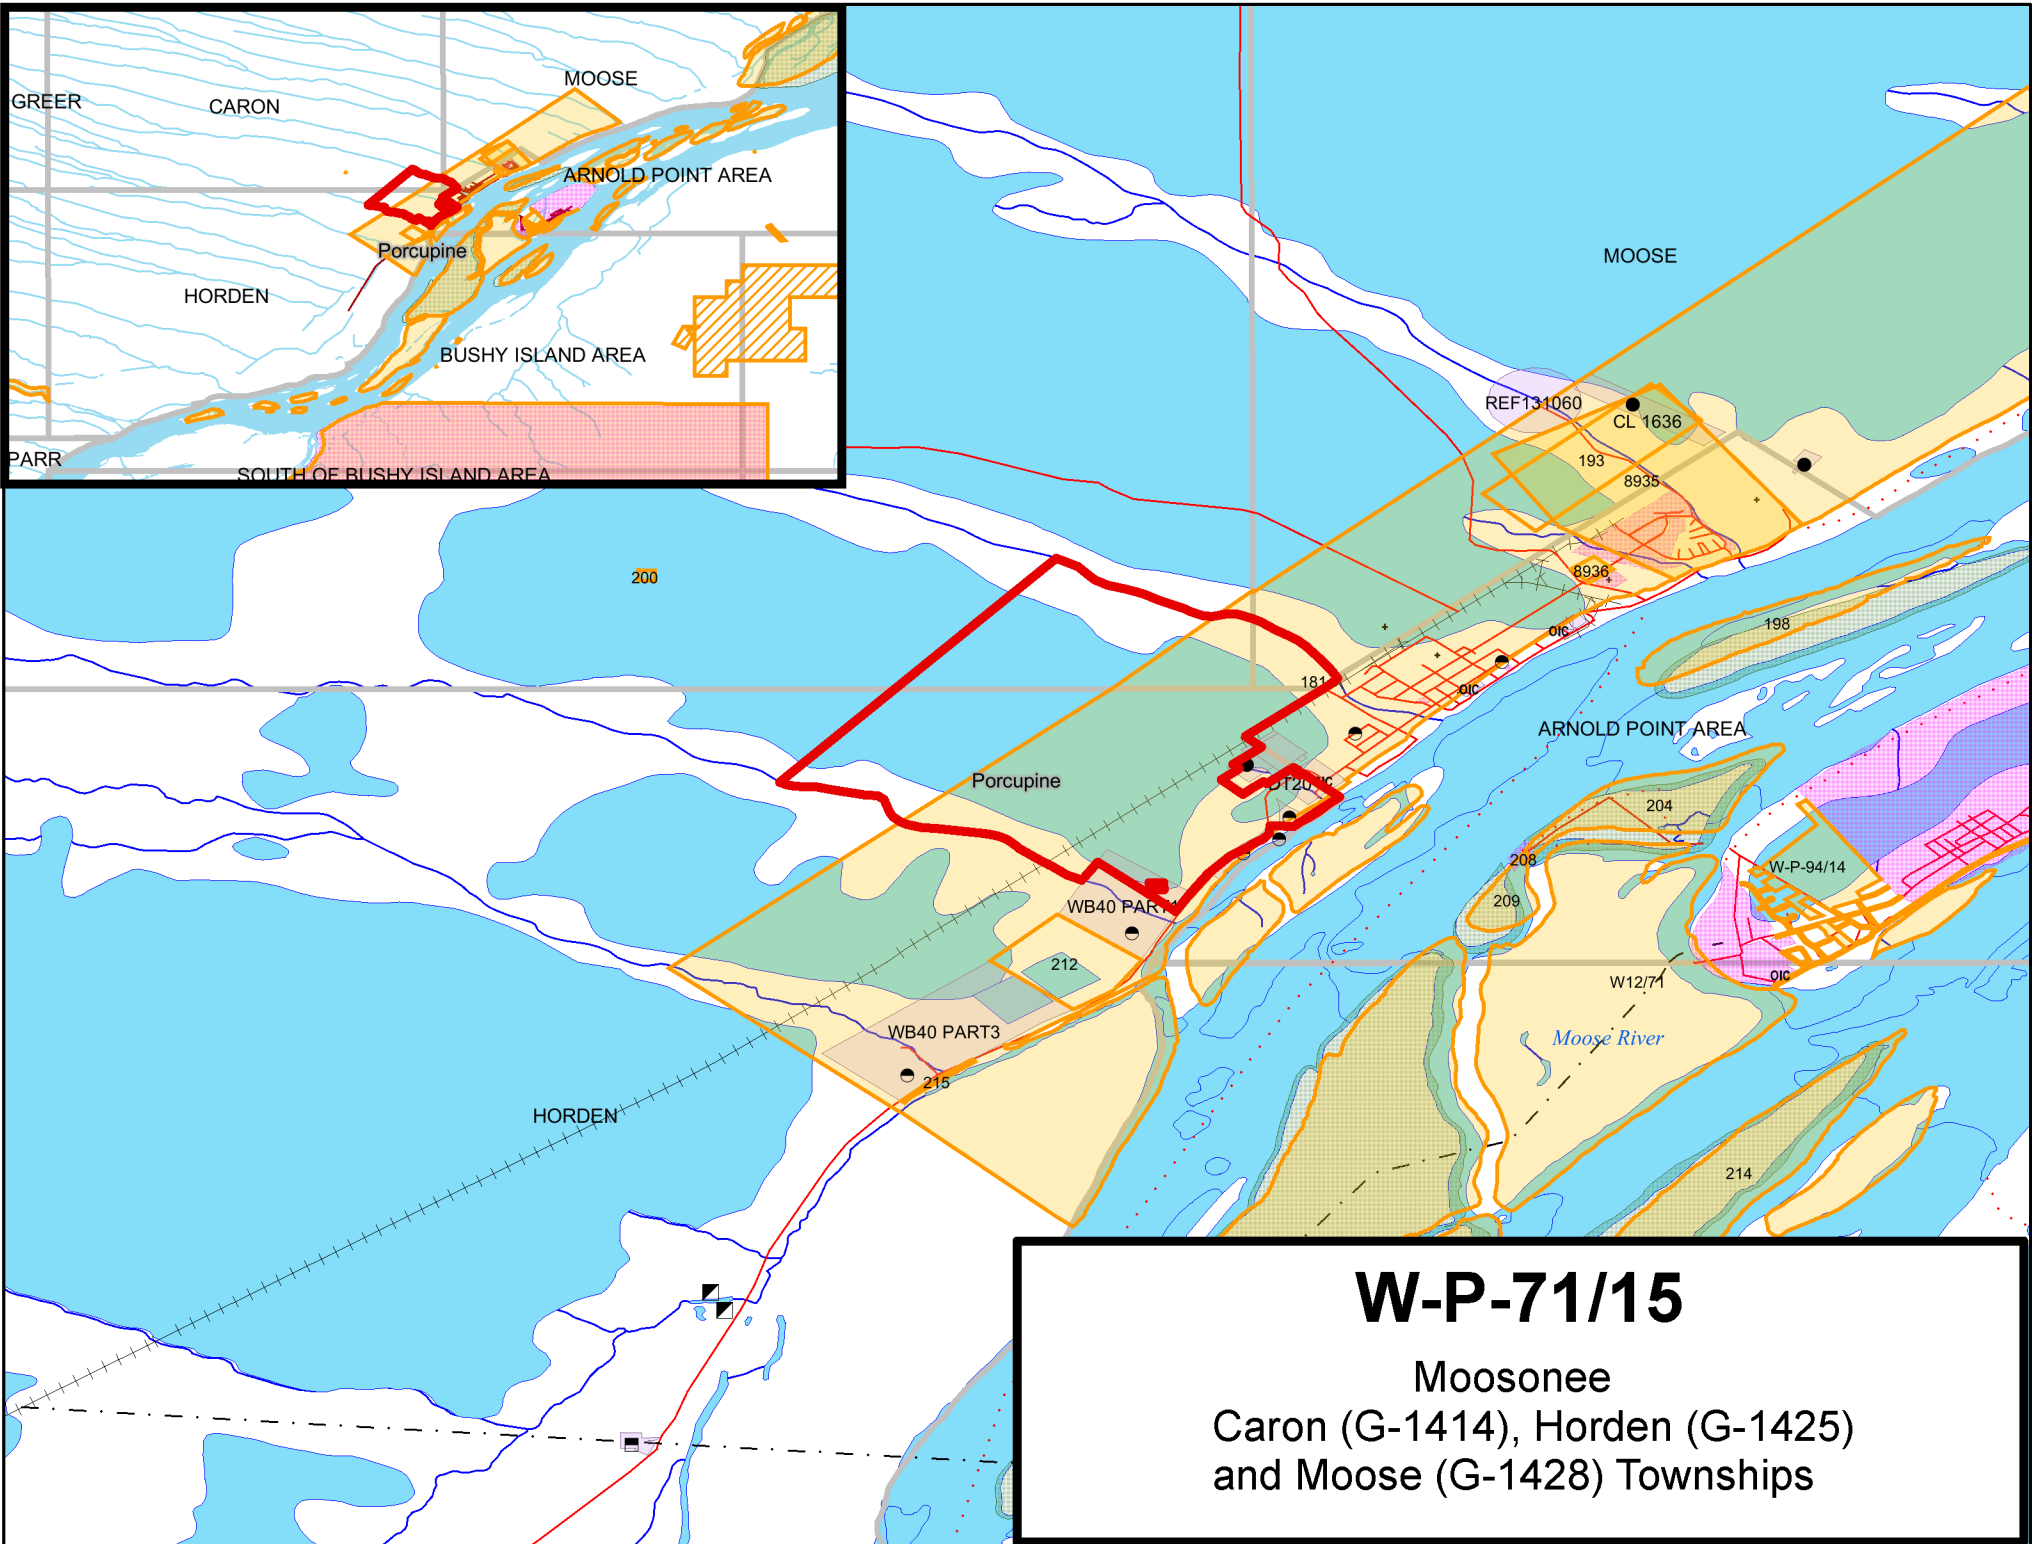 MOOSE
GREER
CARON
ARNOLD POINT AREA
Porcupine
HORDEN
BUSHY ISLAND AREA
PARR
SOUTH OF BUSHY ISLAND AREA
MOOSE
REF131060
CL 1636
193
8935
200
8936
198
OIC
181
OIC
ARNOLD POINT AREA
Porcupine
DT20
204
208
W-P-94/14
209
WB40 PART1
212
OIC
W12/71
WB40 PART3
Moose River
215
HORDEN
214
W-P-71/15
Moosonee
Caron (G-1414), Horden (G-1425)
and Moose (G-1428) Townships